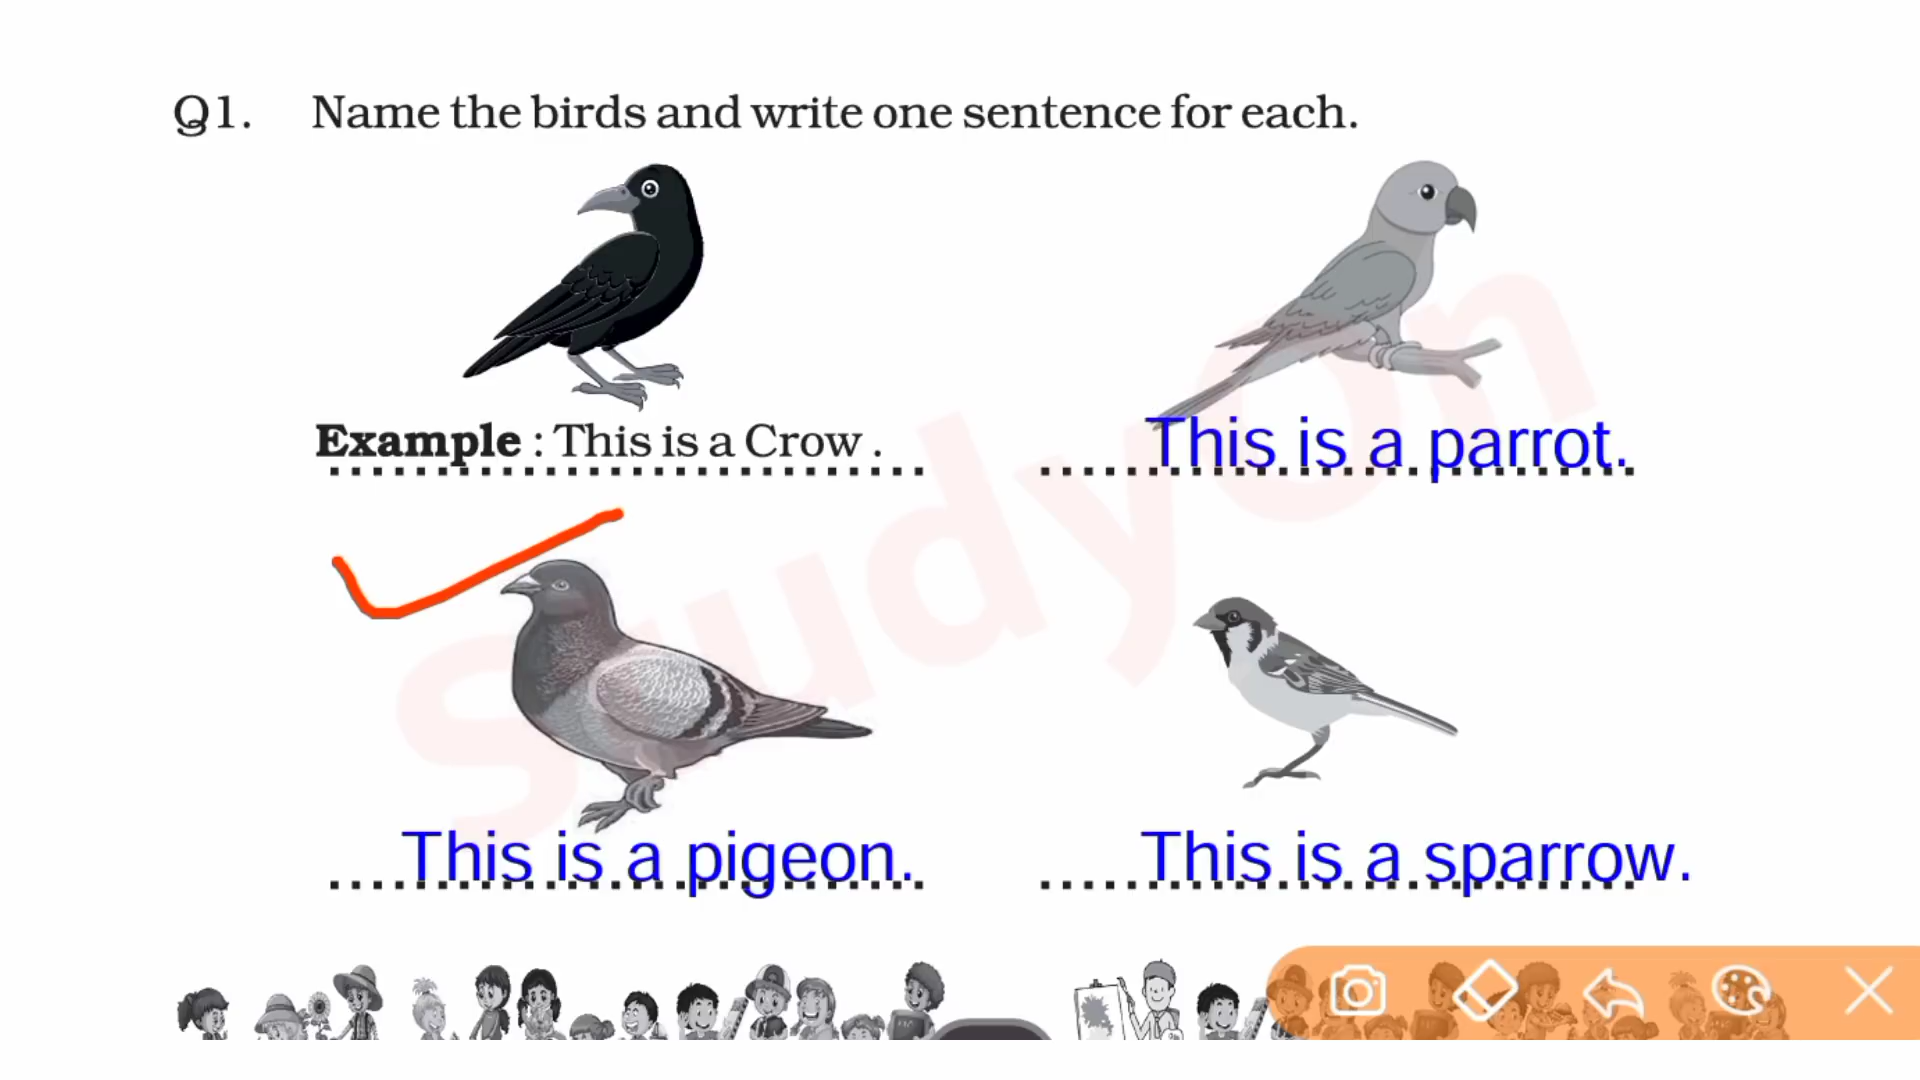 Q1. Name the birds and write one sentence for each.
Example : This is a Crow .
This is a parrot.
This is a pigeon.
This is a sparrow.
StudyOn